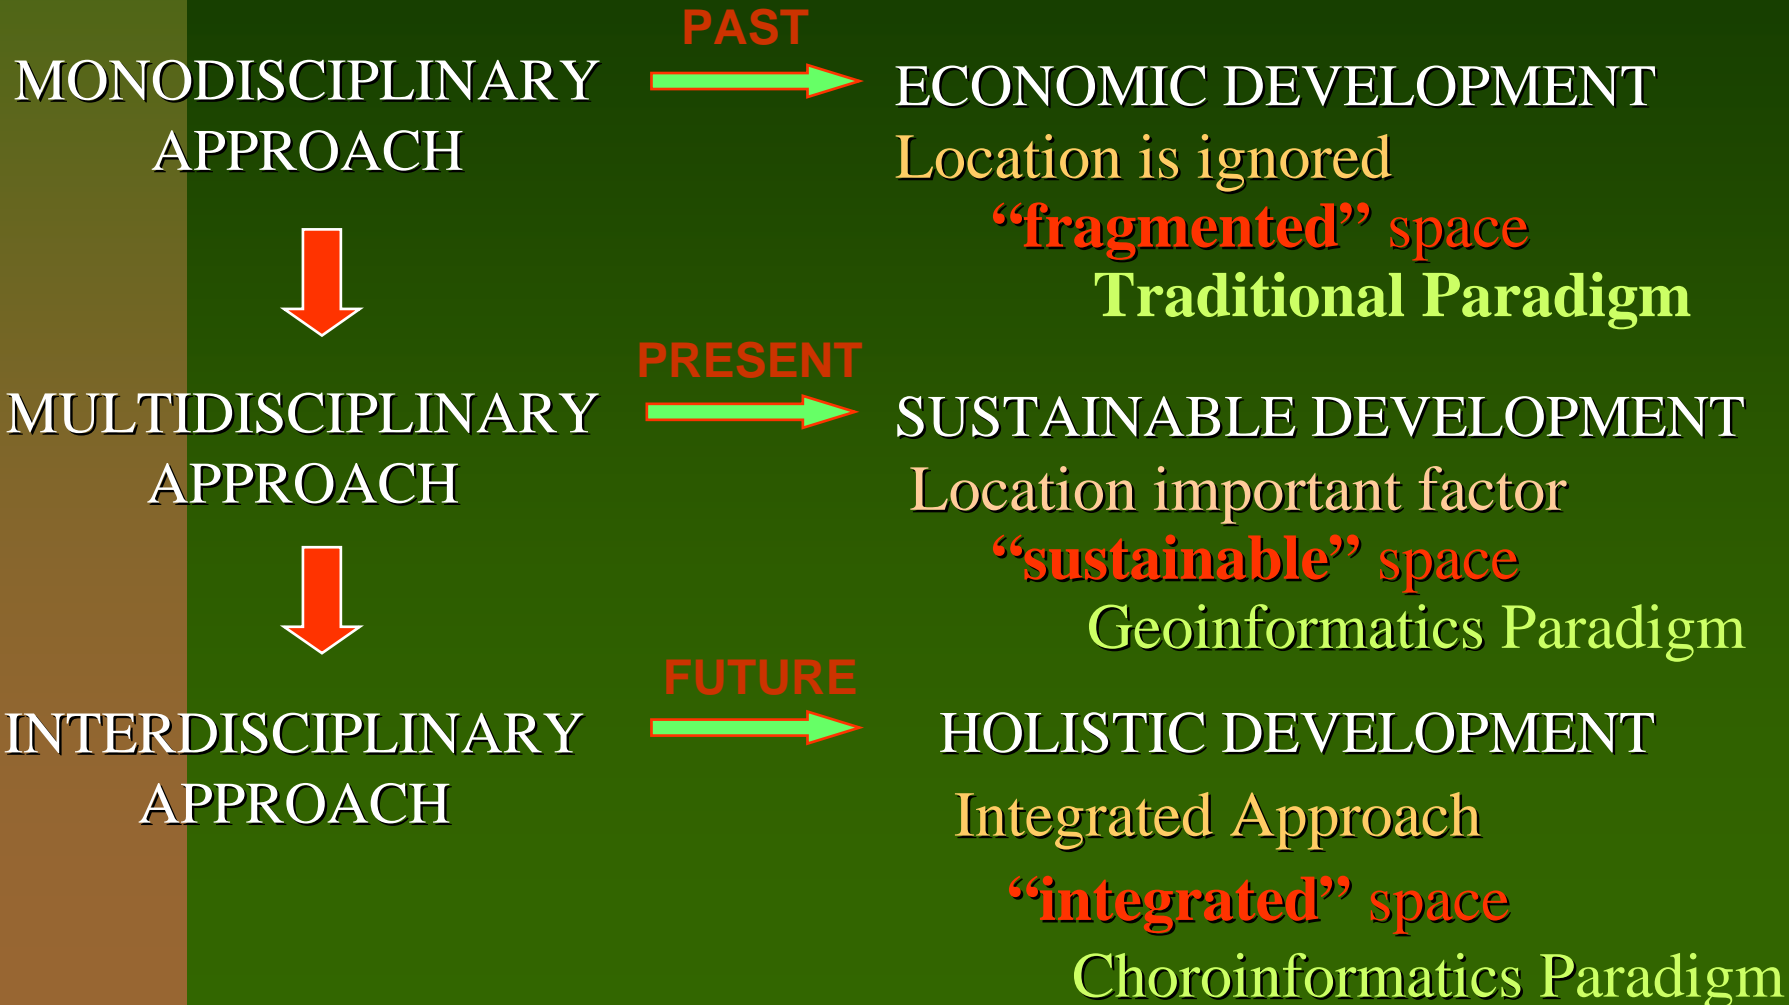 PAST
MONODISCIPLINARY
APPROACH
ECONOMIC DEVELOPMENT
Location is ignored
“fragmented” space
Traditional Paradigm
PRESENT
MULTIDISCIPLINARY
APPROACH
SUSTAINABLE DEVELOPMENT
Location important factor
“sustainable” space
Geoinformatics Paradigm
FUTURE
INTERDISCIPLINARY
APPROACH
HOLISTIC DEVELOPMENT
Integrated Approach
“integrated” space
Choroinformatics Paradigm